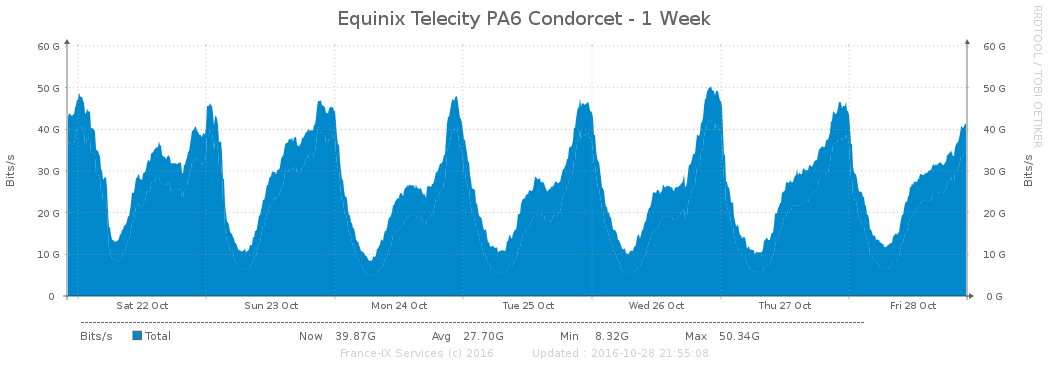 Equinix Telecity PA6 Condorcet - 1 Week
RRDTOOL / TOBI OETIKER
Bits/s
60 G
50 G
40 G
30 G
20 G
10 G
0
60 G
50 G
40 G
30 G
20 G
10 G
0 G
Bits/s
Sat 22 Oct Sun 23 Oct Mon 24 Oct Tue 25 Oct Wed 26 Oct Thu 27 Oct Fri 28 Oct
Bits/s Total Now 39.87G Avg 27.70G Min 8.32G Max 50.34G
France-IX Services (c) 2016 Updated : 2016-10-28 21:55:08